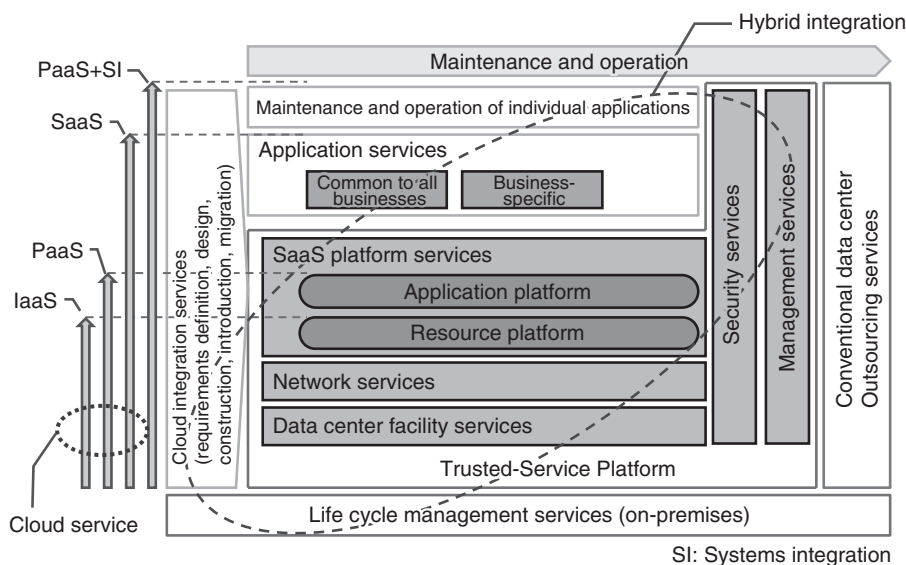 Hybrid integration
Maintenance and operation
PaaS+SI
SaaS
PaaS
IaaS
Cloud service
Cloud integration services
(requirements definition, design,
construction, introduction, migration)
Maintenance and operation of individual applications
Application services
Common to all
businesses
Business-
specific
SaaS platform services
Application platform
Resource platform
Network services
Data center facility services
Trusted-Service Platform
Security services
Management services
Conventional data center
Outsourcing services
Life cycle management services (on-premises)
SI: Systems integration